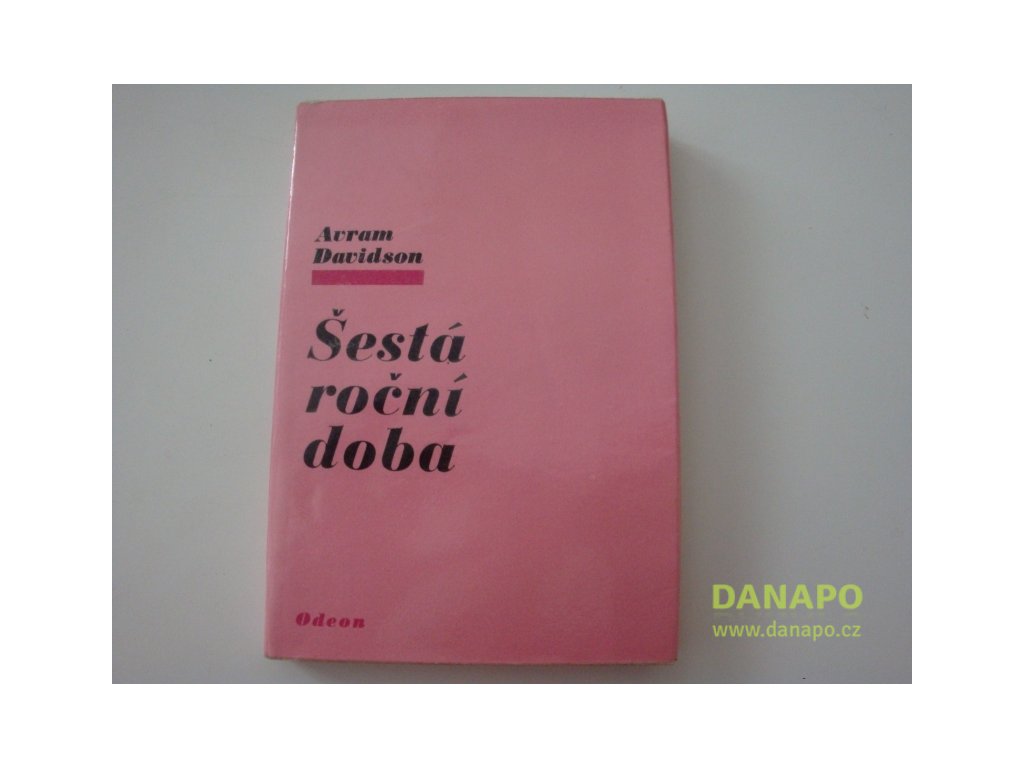 Avram
Davidson
Šestá
roční
doba
Odeon
DANAPO
www.danapo.cz